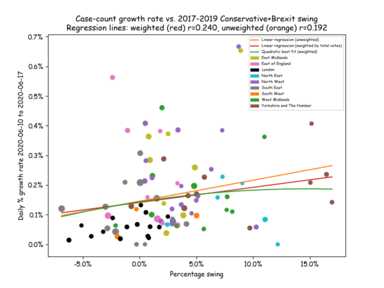 Case-count growth rate vs. 2017-2019 Conservative+Brexit swing
Regression lines: weighted (red) r=0.240, unweighted (orange) r=0.192
Linear regression (unweighted)
Linear regression (weighted by total votes)
Quadratic best fit (weighted)
East Midlands
East of England
London
North East
North West
South East
South West
West Midlands
Yorkshire and The Humber
Daily % growth rate 2020-06-10 to 2020-06-17
0.7%
0.6%
0.5%
0.4%
0.3%
0.2%
0.1%
0.0%
-5.0%
0.0%
5.0%
10.0%
15.0%
Percentage swing